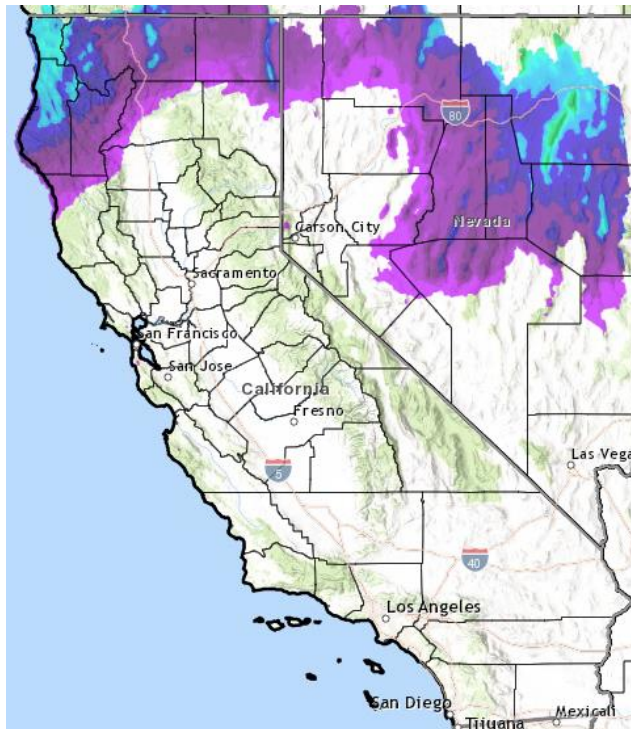 80
Nevada
Carson City
Sacramento
San Francisco
San Jose
California
Fresno
5
Las Vega
40
Los Angeles
San Diego
Mexicali
Tijuana